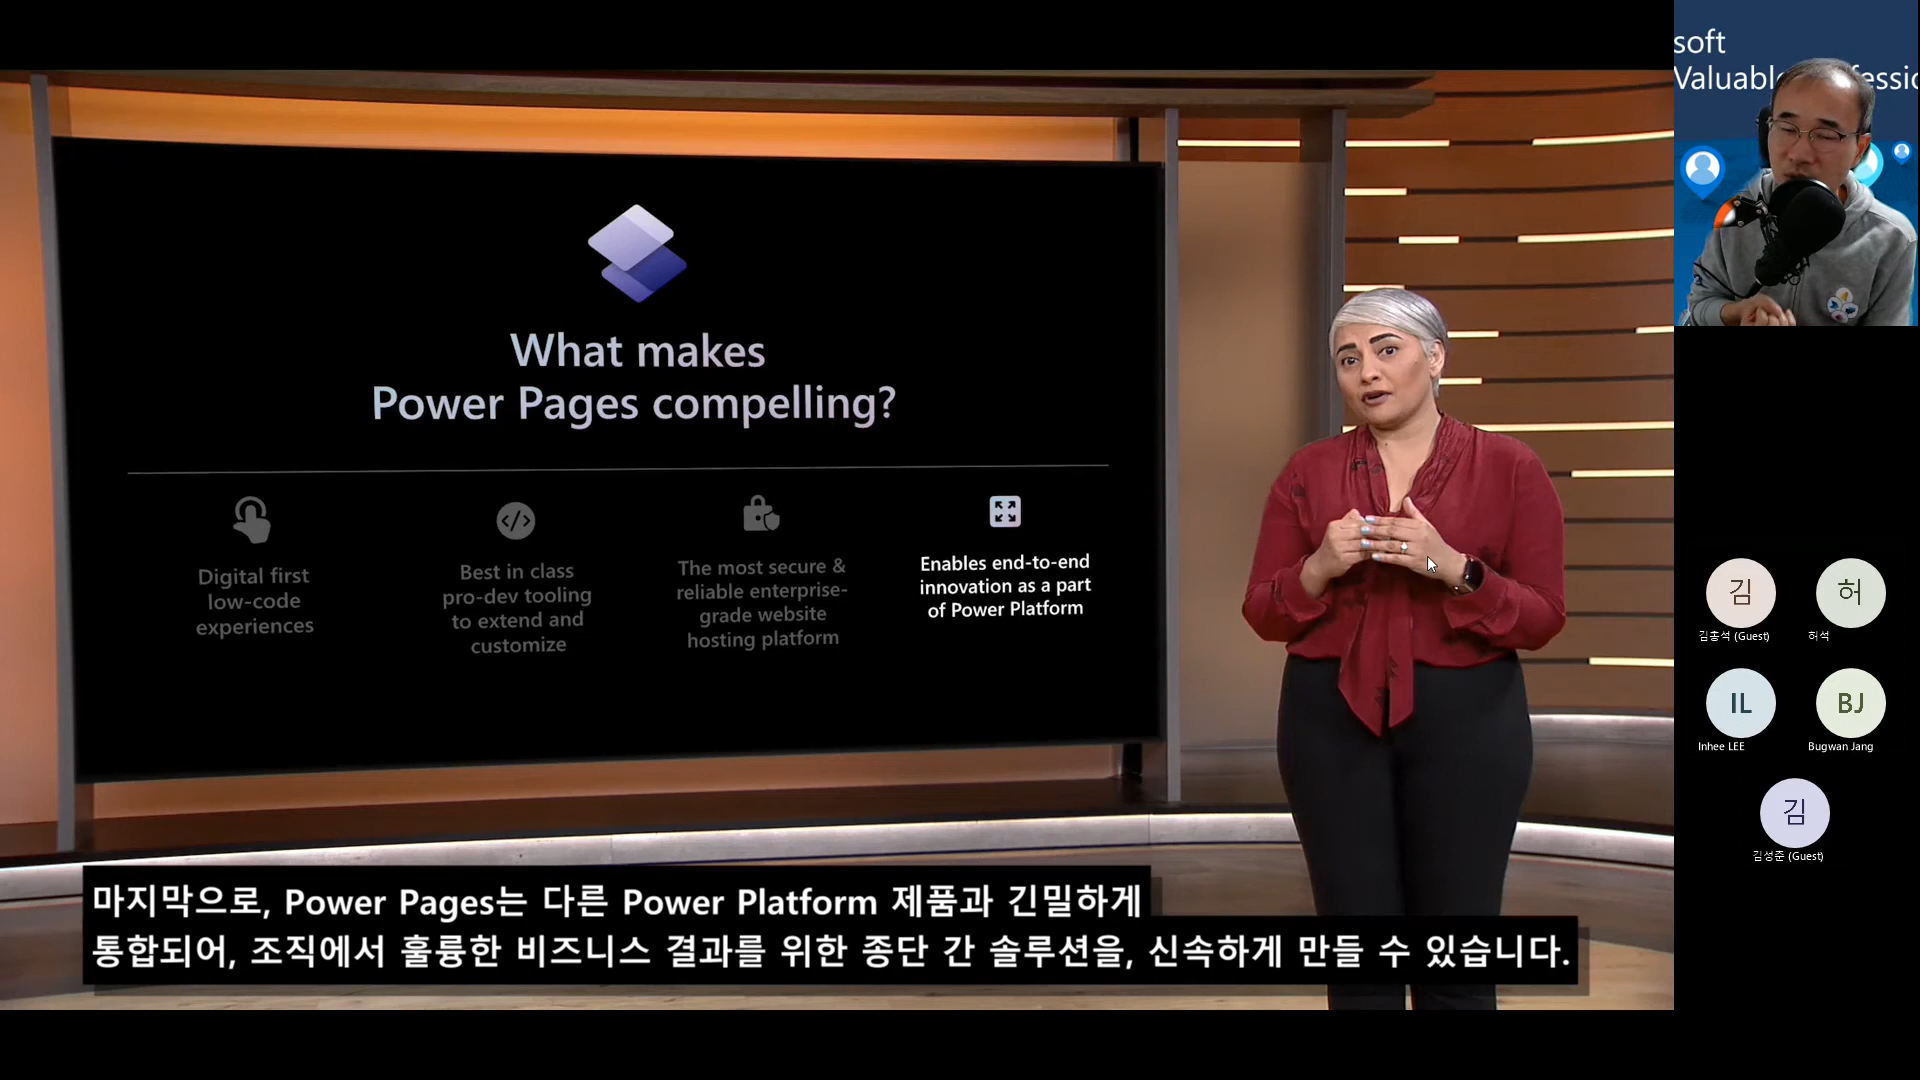 What makes
Power Pages compelling?
Digital first
low-code
experiences
Best in class
pro-dev tooling
to extend and
customize
The most secure &
reliable enterprise-
grade website
hosting platform
Enables end-to-end
innovation as a part
of Power Platform
마지막으로, Power Pages는 다른 Power Platform 제품과 긴밀하게
통합되어, 조직에서 훌륭한 비즈니스 결과를 위한 종단 간 솔루션을, 신속하게 만들 수 있습니다.
soft
Valuable
fessio
김
김홍석 (Guest)
허
허석
IL
Inhee LEE
BJ
Bugwan Jang
김
김성준 (Guest)